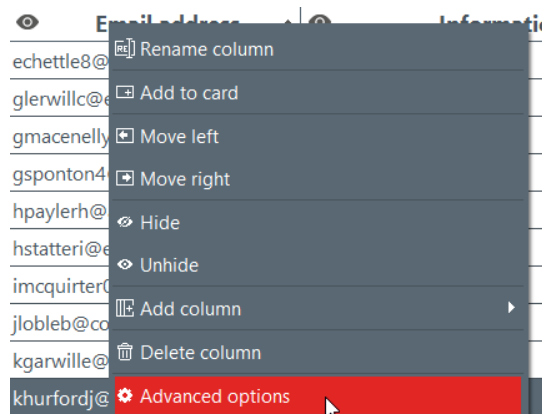 Email address Informatio
echettle8@
Rename column
glerwillc@e
Add to card
gmacenelly
Move left
gsponton4
Move right
hpaylerh@
Hide
hstatteri@e
Unhide
imcquirter0
Add column
jlobleb@co
Delete column
kgarwille@
khurfordj@
Advanced options